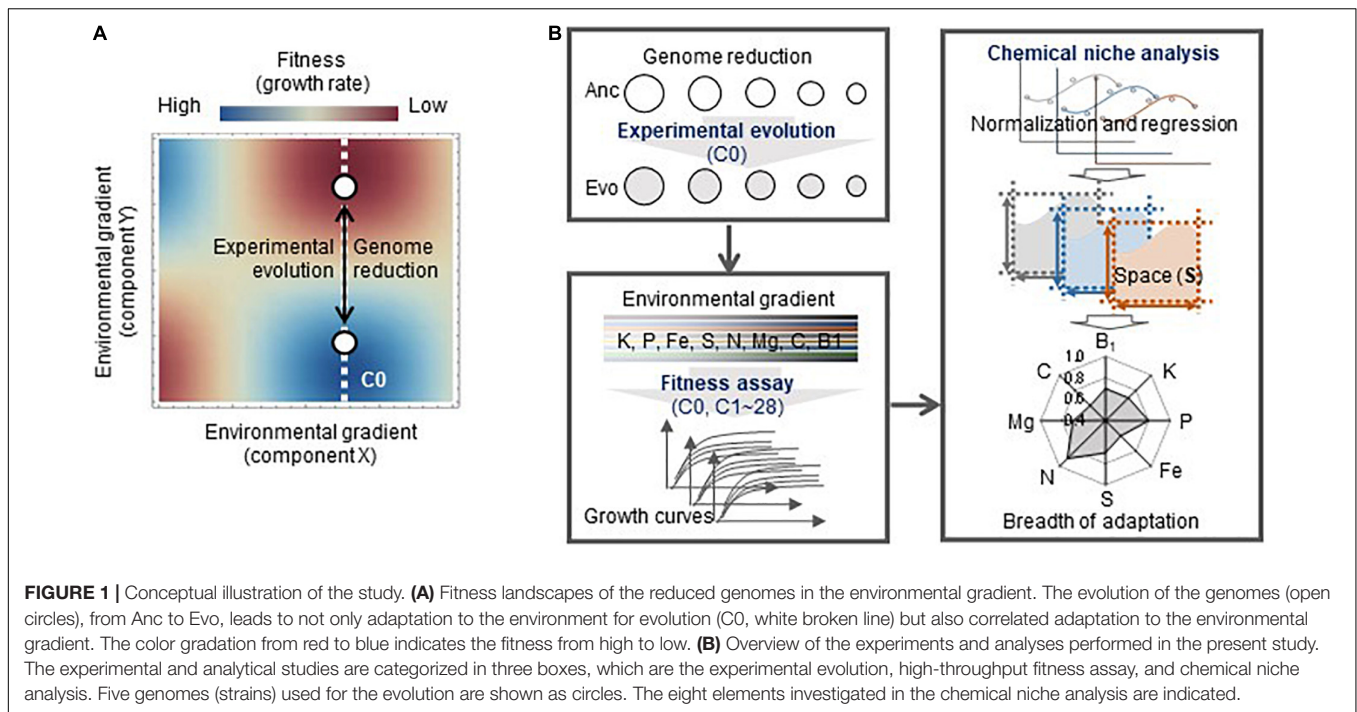 A
Fitness
(growth rate)
High
Low
Environmental gradient
(component Y)
Experimental
evolution
Genome
reduction
C0
Environmental gradient
(component X)
B
Genome reduction
Anc
Experimental evolution
(C0)
Evo
Environmental gradient
K, P, Fe, S, N, Mg, C, B1
Fitness assay
(C0, C1~28)
Growth curves
Chemical niche analysis
Normalization and regression
Space (S)
B1
1.0
0.8
0.6
0.4
C
K
Mg
P
N
Fe
S
Breadth of adaptation
FIGURE 1 | Conceptual illustration of the study. (A) Fitness landscapes of the reduced genomes in the environmental gradient. The evolution of the genomes (open
circles), from Anc to Evo, leads to not only adaptation to the environment for evolution (C0, white broken line) but also correlated adaptation to the environmental
gradient. The color gradation from red to blue indicates the fitness from high to low. (B) Overview of the experiments and analyses performed in the present study.
The experimental and analytical studies are categorized in three boxes, which are the experimental evolution, high-throughput fitness assay, and chemical niche
analysis. Five genomes (strains) used for the evolution are shown as circles. The eight elements investigated in the chemical niche analysis are indicated.